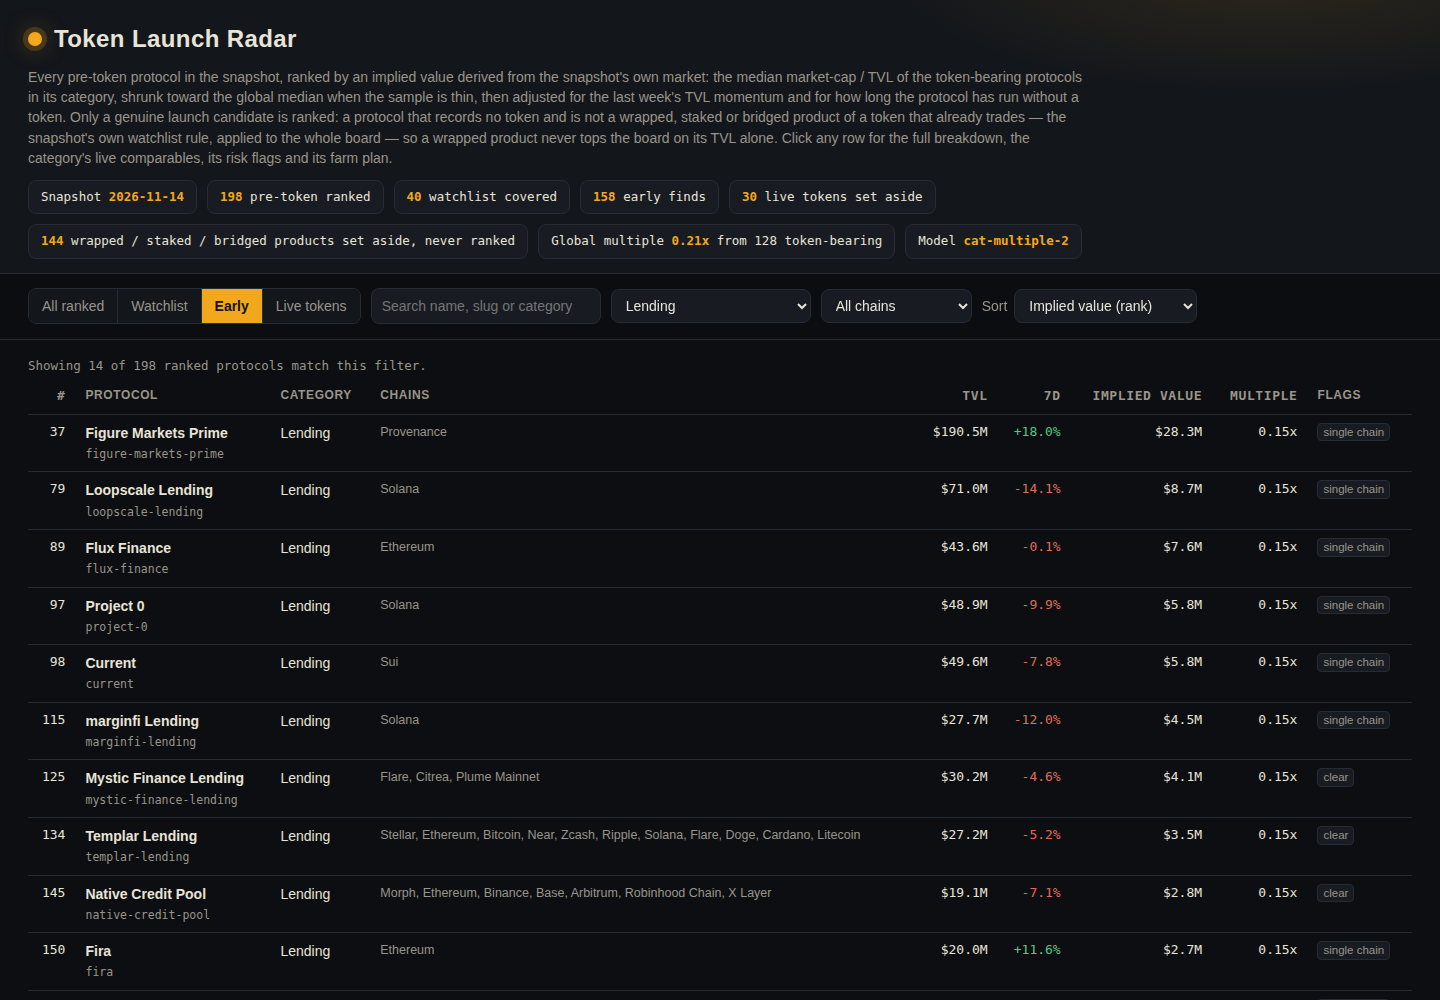 Token Launch Radar
Every pre-token protocol in the snapshot, ranked by an implied value derived from the snapshot's own market: the median market-cap / TVL of the token-bearing protocols
in its category, shrunk toward the global median when the sample is thin, then adjusted for the last week's TVL momentum and for how long the protocol has run without a
token. Only a genuine launch candidate is ranked: a protocol that records no token and is not a wrapped, staked or bridged product of a token that already trades — the
snapshot's own watchlist rule, applied to the whole board — so a wrapped product never tops the board on its TVL alone. Click any row for the full breakdown, the
category's live comparables, its risk flags and its farm plan.
Snapshot 2026-11-14 198 pre-token ranked 40 watchlist covered 158 early finds 30 live tokens set aside
144 wrapped / staked / bridged products set aside, never ranked Global multiple 0.21x from 128 token-bearing Model cat-multiple-2
All ranked Watchlist Early Live tokens Search name, slug or category Lending All chains Sort Implied value (rank)
Showing 14 of 198 ranked protocols match this filter.
# PROTOCOL CATEGORY CHAINS TVL 7D IMPLIED VALUE MULTIPLE FLAGS
37 Figure Markets Prime Lending Provenance $190.5M +18.0% $28.3M 0.15x single chain
figure-markets-prime
79 Loopscale Lending Lending Solana $71.0M -14.1% $8.7M 0.15x single chain
loopscale-lending
89 Flux Finance Lending Ethereum $43.6M -0.1% $7.6M 0.15x single chain
flux-finance
97 Project 0 Lending Solana $48.9M -9.9% $5.8M 0.15x single chain
project-0
98 Current Lending Sui $49.6M -7.8% $5.8M 0.15x single chain
current
115 marginfi Lending Lending Solana $27.7M -12.0% $4.5M 0.15x single chain
marginfi-lending
125 Mystic Finance Lending Lending Flare, Citrea, Plume Mainnet $30.2M -4.6% $4.1M 0.15x clear
mystic-finance-lending
134 Templar Lending Lending Stellar, Ethereum, Bitcoin, Near, Zcash, Ripple, Solana, Flare, Doge, Cardano, Litecoin $27.2M -5.2% $3.5M 0.15x clear
templar-lending
145 Native Credit Pool Lending Morph, Ethereum, Binance, Base, Arbitrum, Robinhood Chain, X Layer $19.1M -7.1% $2.8M 0.15x clear
native-credit-pool
150 Fira Lending Ethereum $20.0M +11.6% $2.7M 0.15x single chain
fira